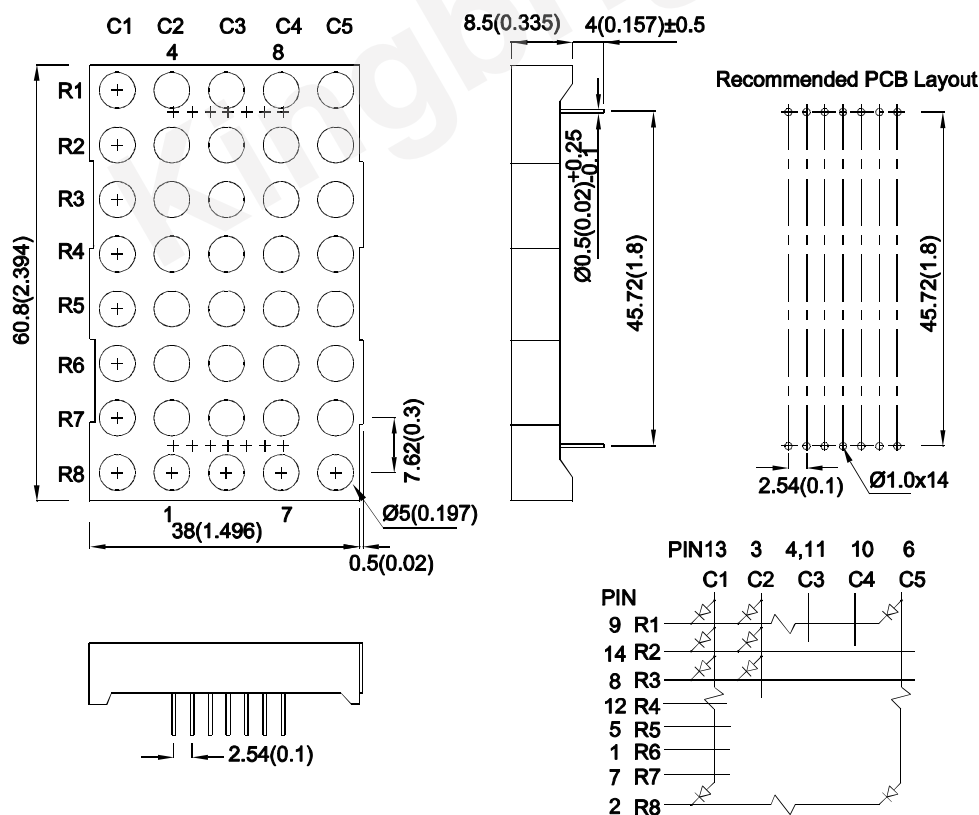 C1 C2 C3 C4 C5
4 8
R1
R2
R3
R4
R5
R6
R7
R8
1 7
60.8(2.394)
38(1.496)
0.5(0.02)
Ø5(0.197)
7.62(0.3)
8.5(0.335)
4(0.157)±0.5
Ø0.5(0.02)+0.25 -0.1
45.72(1.8)
Recommended PCB Layout
45.72(1.8)
2.54(0.1)
Ø1.0x14
2.54(0.1)
PIN13 3 4,11 10 6
C1 C2 C3 C4 C5
PIN
9 R1
14 R2
8 R3
12 R4
5 R5
1 R6
7 R7
2 R8